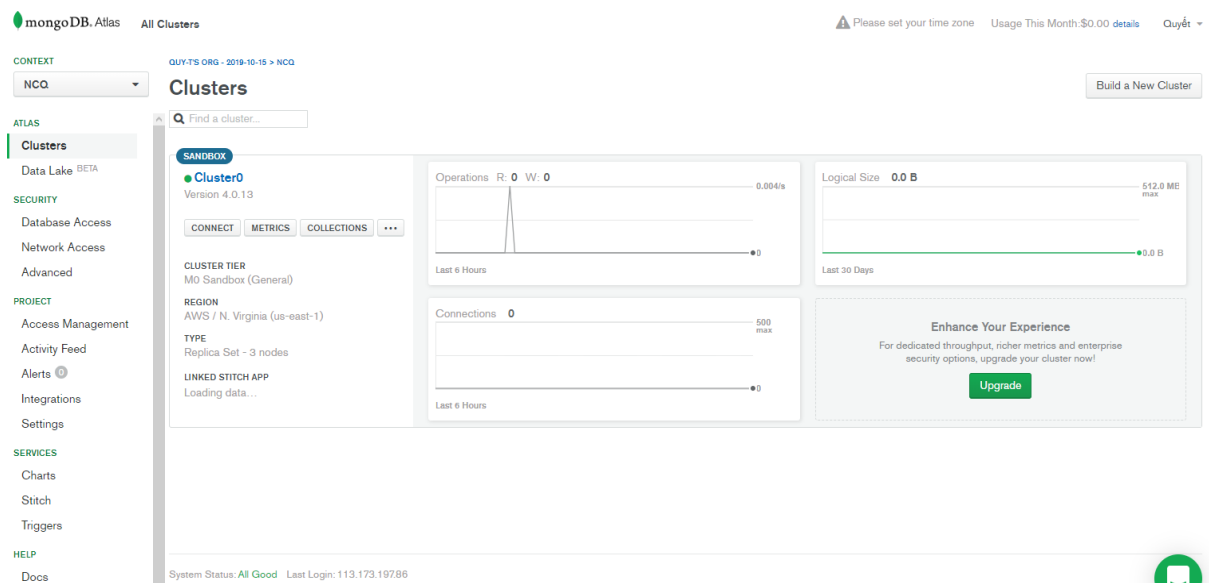 mongoDB. Atlas All Clusters
Please set your time zone Usage This Month:$0.00 details Quyết
CONTEXT
NCQ
ATLAS
Clusters
Data Lake BETA
SECURITY
Database Access
Network Access
Advanced
PROJECT
Access Management
Activity Feed
Alerts 0
Integrations
Settings
SERVICES
Charts
Stitch
Triggers
HELP
Docs
QUY-T'S ORG - 2019-10-15 > NCQ
Clusters
Build a New Cluster
Find a cluster...
SANDBOX
Cluster0
Version 4.0.13
CONNECT METRICS COLLECTIONS ...
CLUSTER TIER
M0 Sandbox (General)
REGION
AWS / N. Virginia (us-east-1)
TYPE
Replica Set - 3 nodes
LINKED STITCH APP
Loading data...
Operations R: 0 W: 0
0.004/s
0
Last 6 Hours
Logical Size 0.0 B
512.0 MB
max
0.0 B
Last 30 Days
Connections 0
500
max
0
Last 6 Hours
Enhance Your Experience
For dedicated throughput, richer metrics and enterprise
security options, upgrade your cluster now!
Upgrade
System Status: All Good Last Login: 113.173.197.86